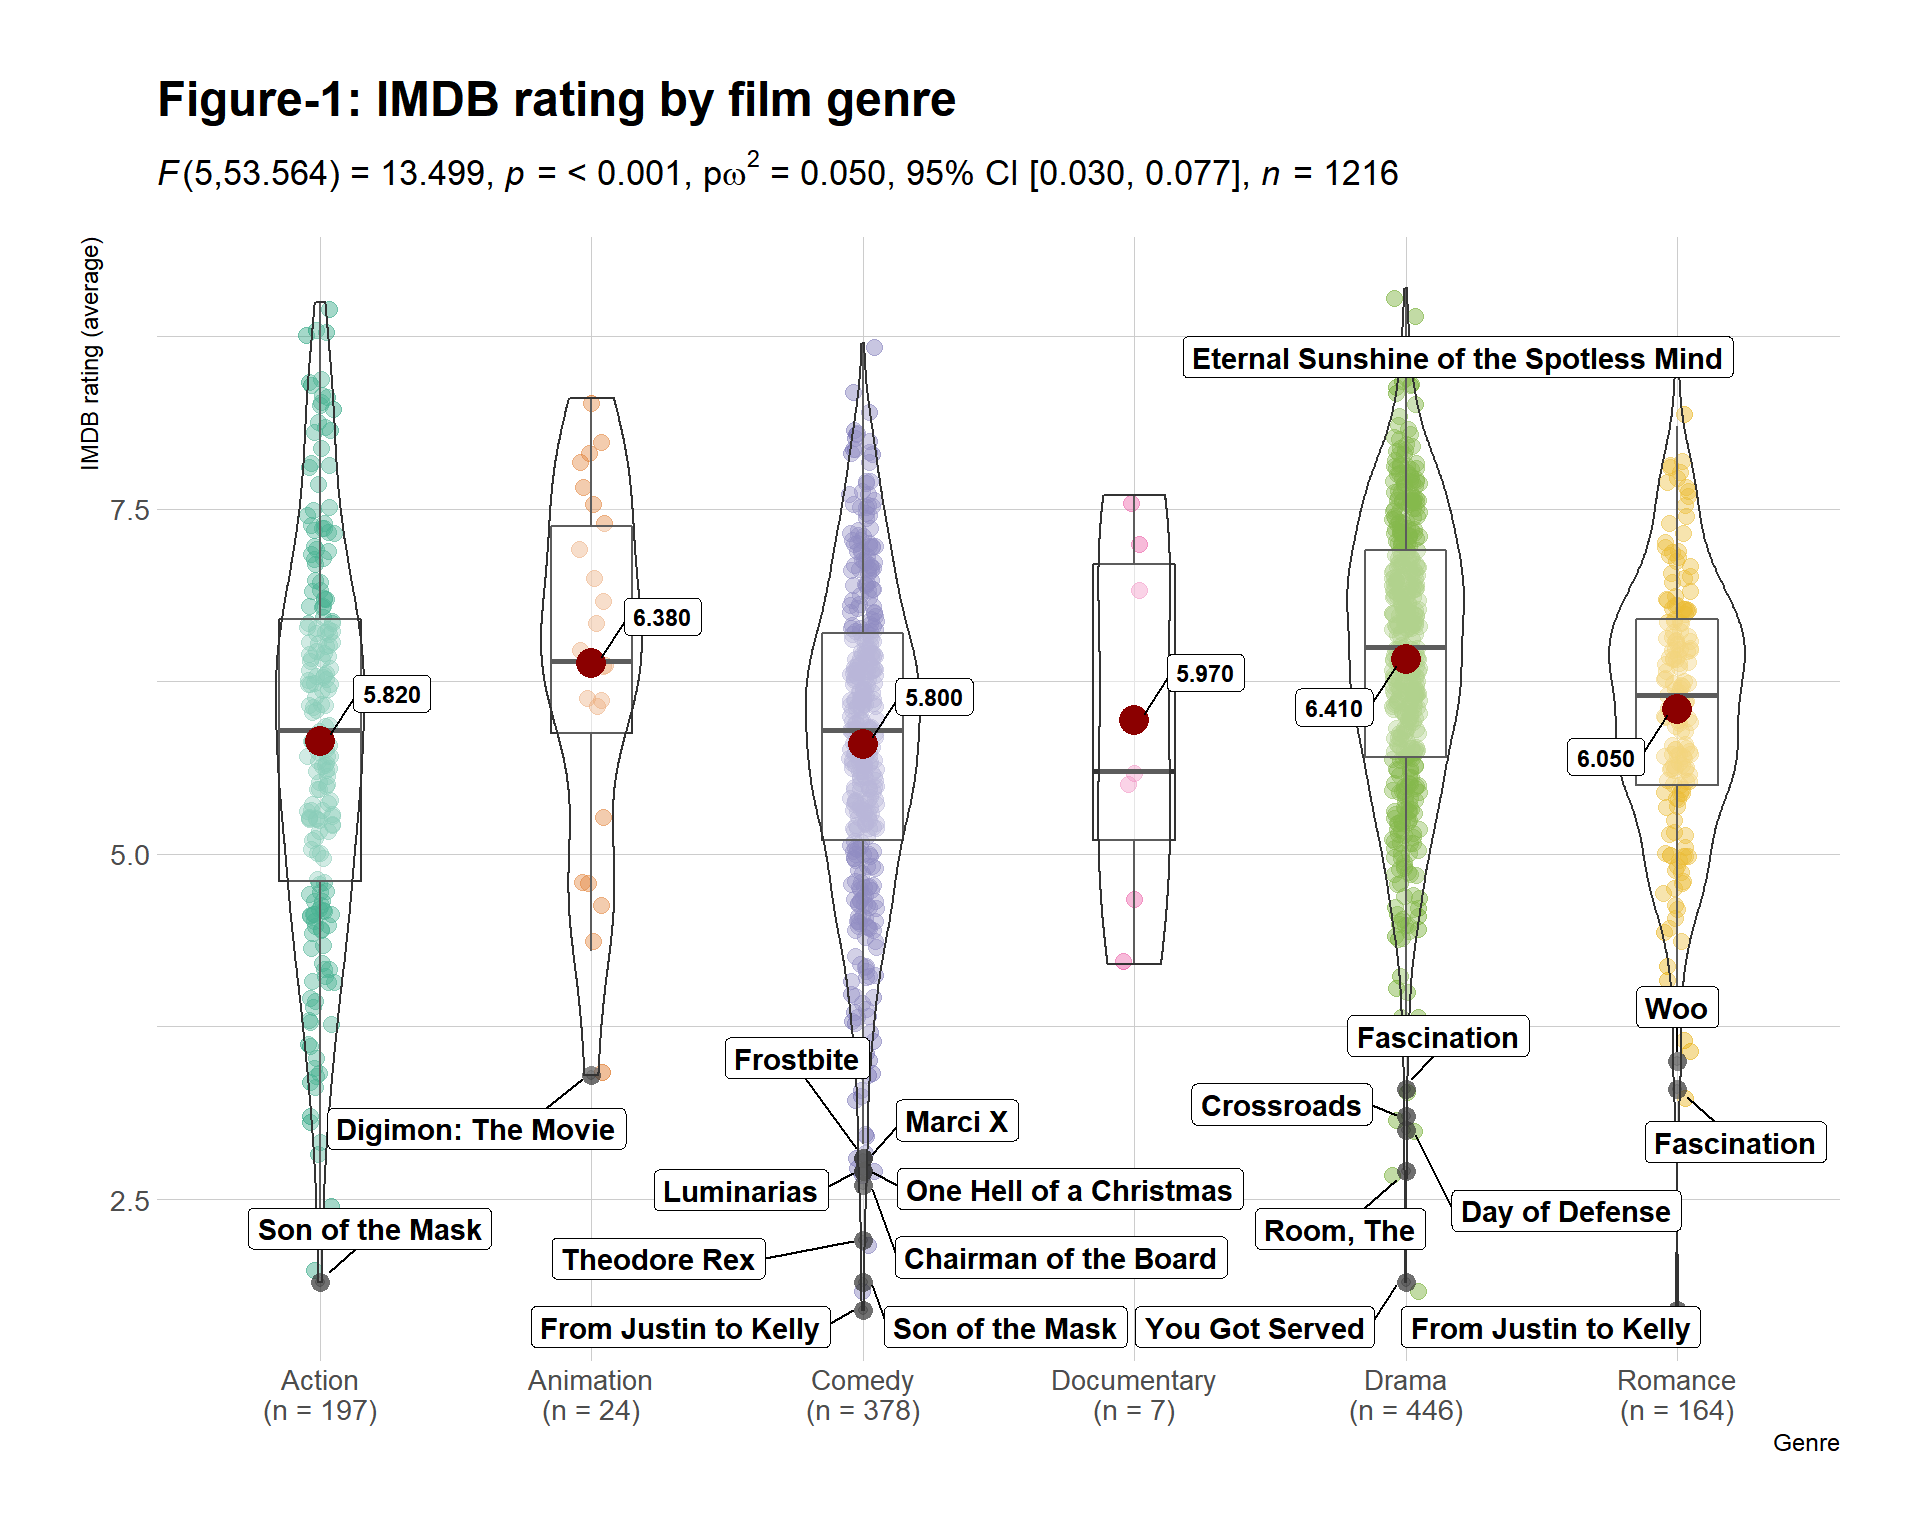 Figure-1: IMDB rating by film genre
F(5,53.564) = 13.499, p = < 0.001, pω² = 0.050, 95% CI [0.030, 0.077], n = 1216
IMDB rating (average)
Eternal Sunshine of the Spotless Mind
7.5
6.380
5.970
5.820
5.800
6.410
6.050
5.0
Woo
Fascination
Frostbite
Crossroads
Marci X
Digimon: The Movie
Fascination
Luminarias
One Hell of a Christmas
2.5
Day of Defense
Son of the Mask
Room, The
Theodore Rex
Chairman of the Board
From Justin to Kelly
Son of the Mask
You Got Served
From Justin to Kelly
Action
(n = 197)
Animation
(n = 24)
Comedy
(n = 378)
Documentary
(n = 7)
Drama
(n = 446)
Romance
(n = 164)
Genre